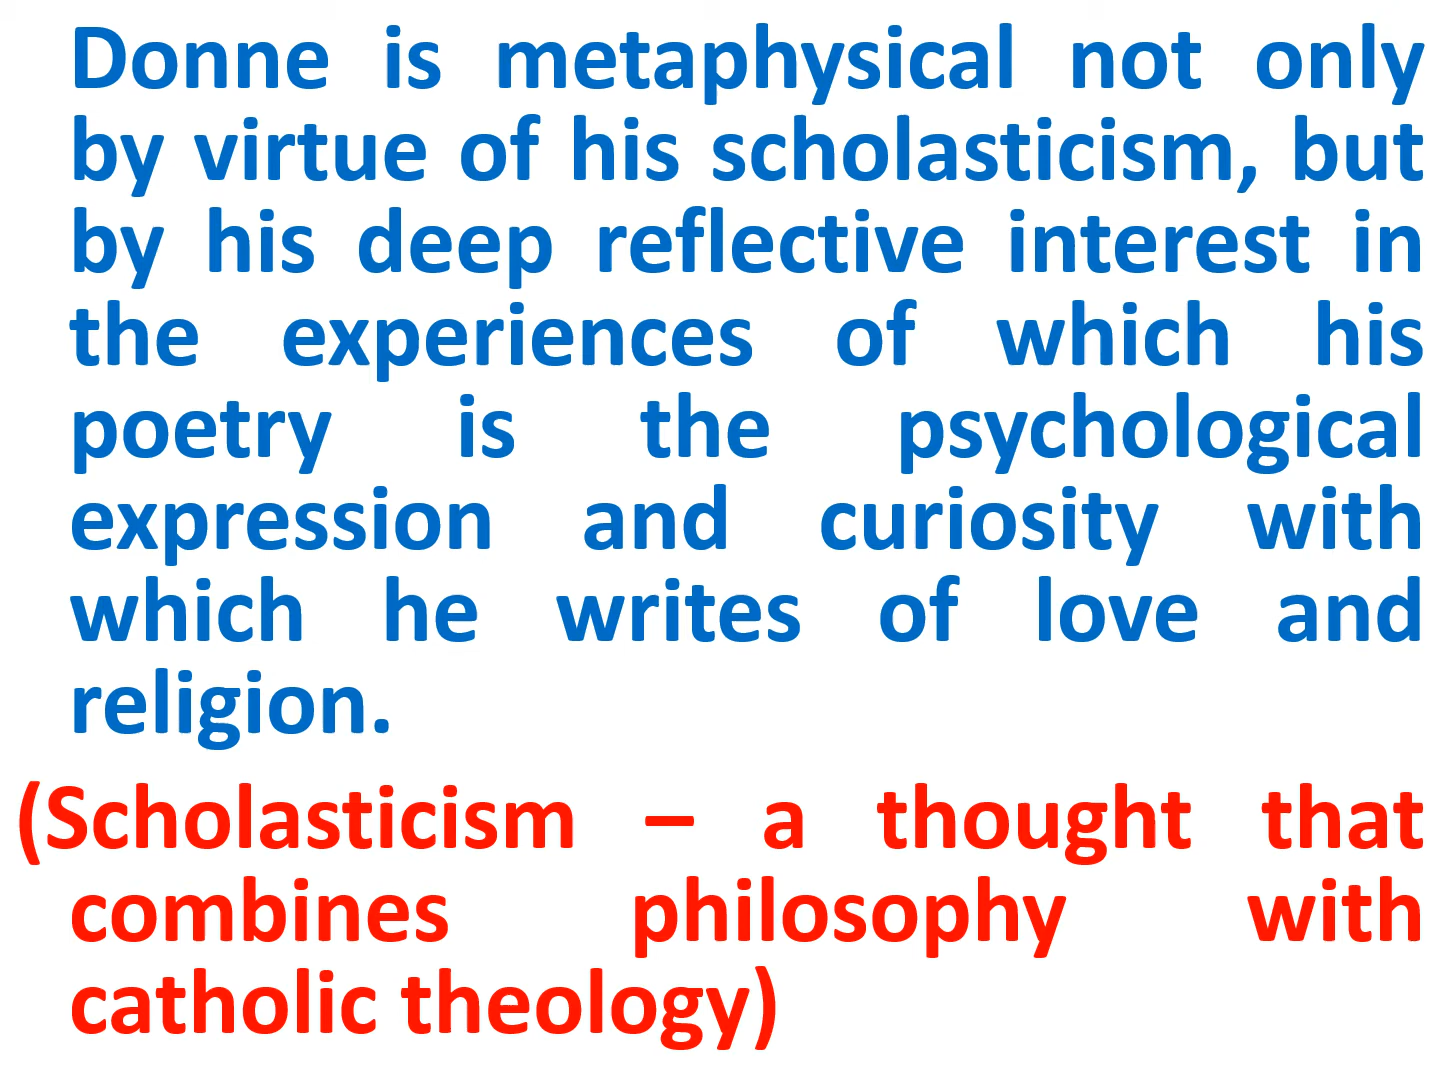 Donne is metaphysical not only
by virtue of his scholasticism, but
by his deep reflective interest in
the experiences of which his
poetry is the psychological
expression and curiosity with
which he writes of love and
religion.
(Scholasticism – a thought that
combines philosophy with
catholic theology)